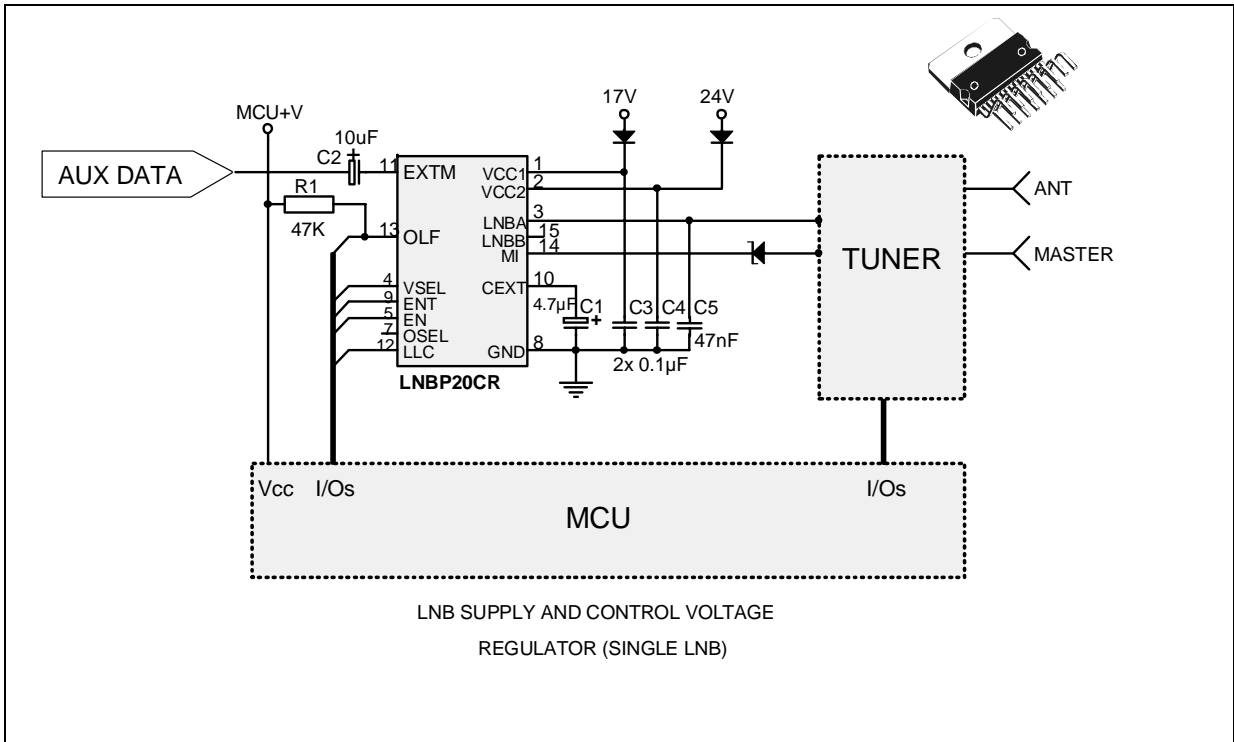 17V
24V
MCU+V
10uF
C2
+
AUX DATA
11
EXTM
1
VCC1
2
VCC2
R1
47K
13
OLF
3
LNBA
15
LNBB
14
MI
TUNER
ANT
MASTER
4
VSEL
9
ENT
5
EN
7
OSEL
12
LLC
10
CEXT
4.7µF
C1
+
C3
C4
C5
47nF
8
GND
2x 0.1µF
LNBP20CR
Vcc
I/Os
I/Os
MCU
LNB SUPPLY AND CONTROL VOLTAGE
REGULATOR (SINGLE LNB)